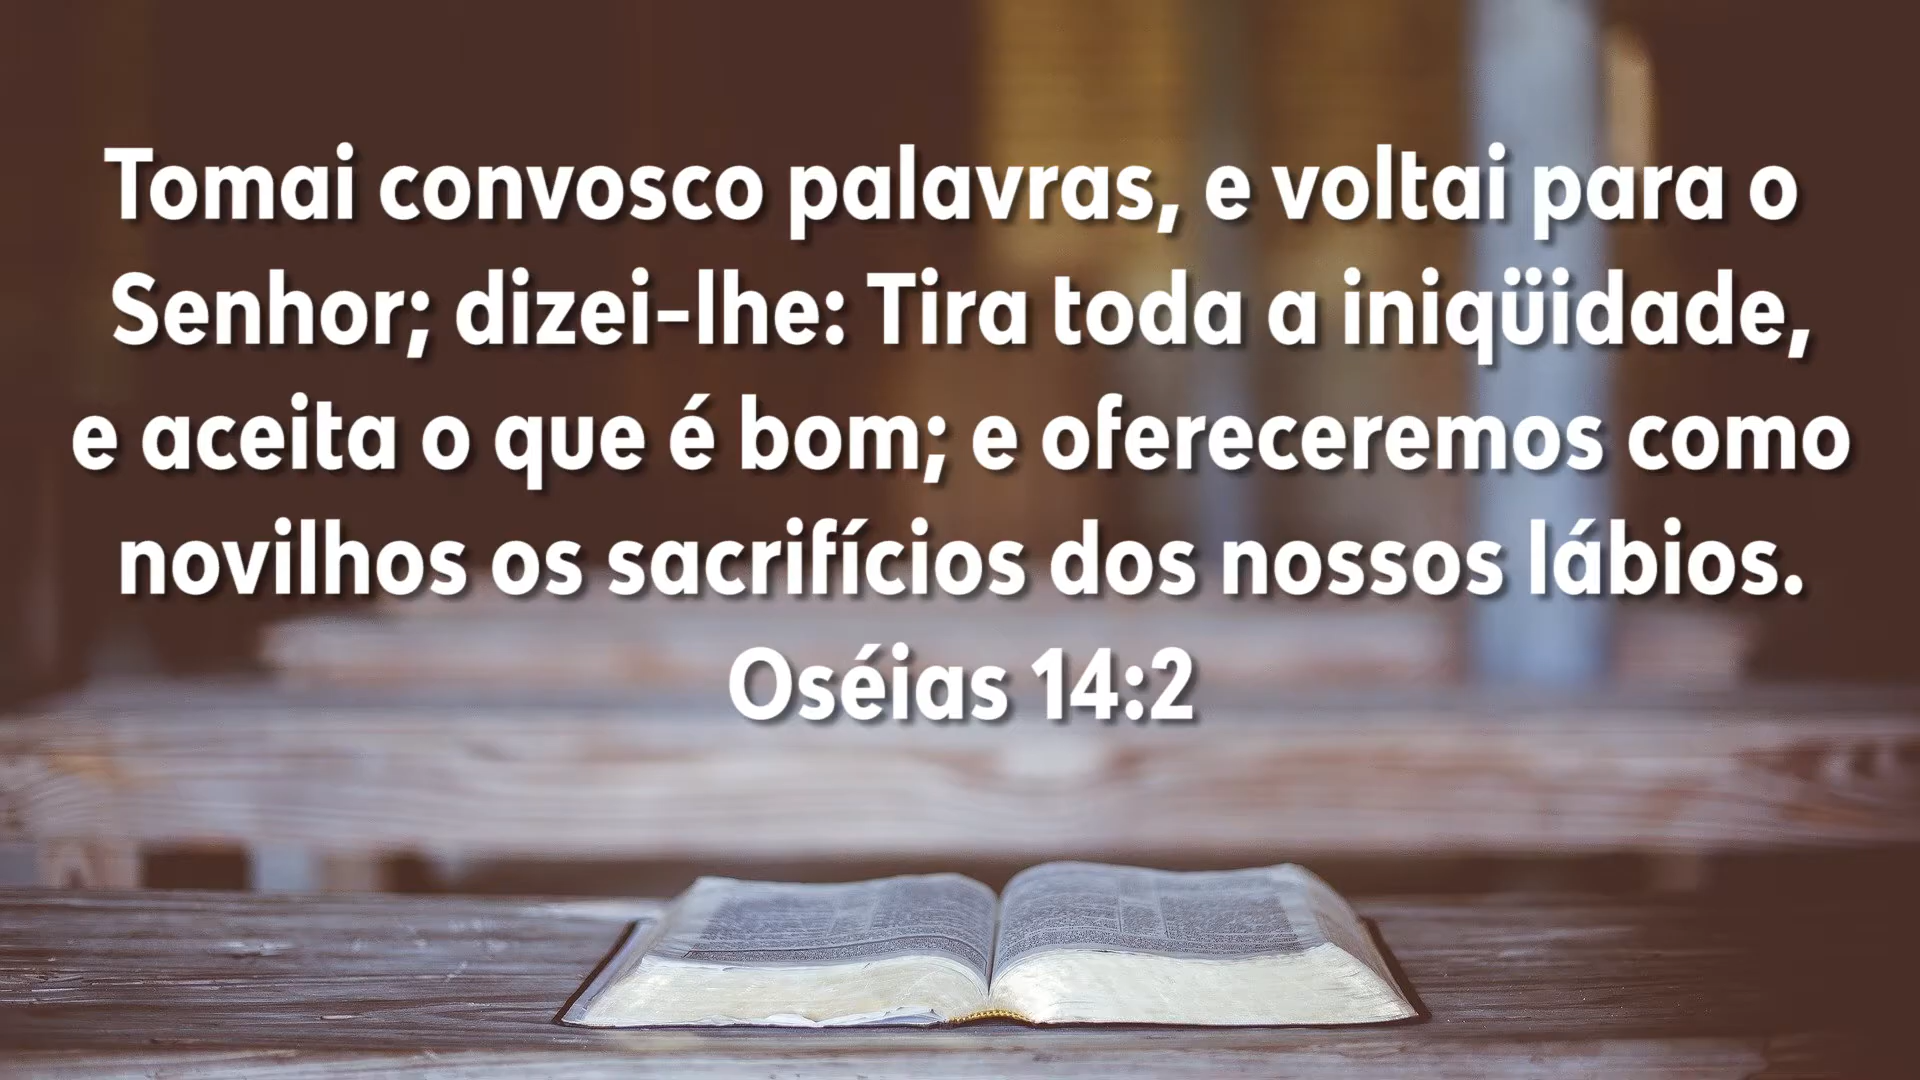 Tomai convosco palavras, e voltai para o
Senhor; dizei-lhe: Tira toda a iniqüidade,
e aceita o que é bom; e ofereceremos como
novilhos os sacrifícios dos nossos lábios.
Oséias 14:2